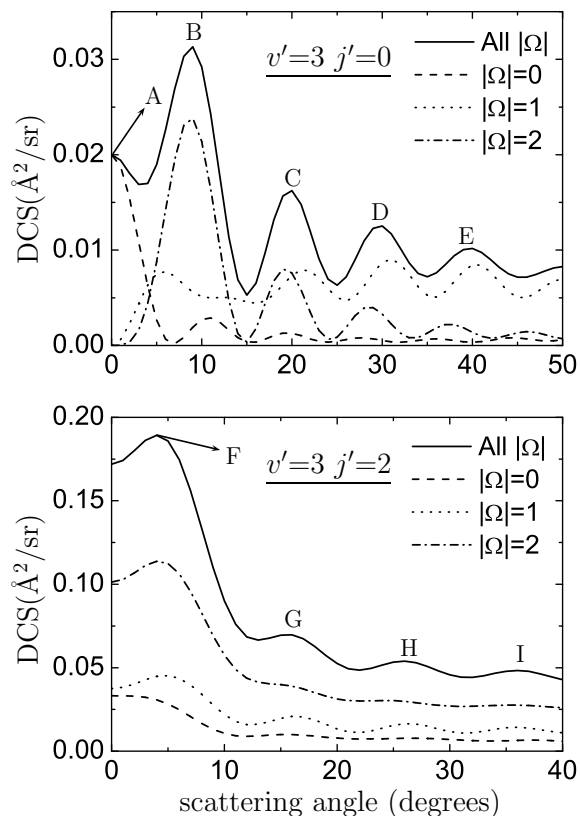 B
0.03
v'=3 j'=0
All |Ω|
|Ω|=0
|Ω|=1
|Ω|=2
A
0.02
C
D
E
0.01
0.00
DCS(Å²/sr)
0 10 20 30 40 50
0.20
F
v'=3 j'=2
All |Ω|
|Ω|=0
|Ω|=1
|Ω|=2
0.15
0.10
G
H
I
0.05
0.00
DCS(Å²/sr)
0 10 20 30 40
scattering angle (degrees)